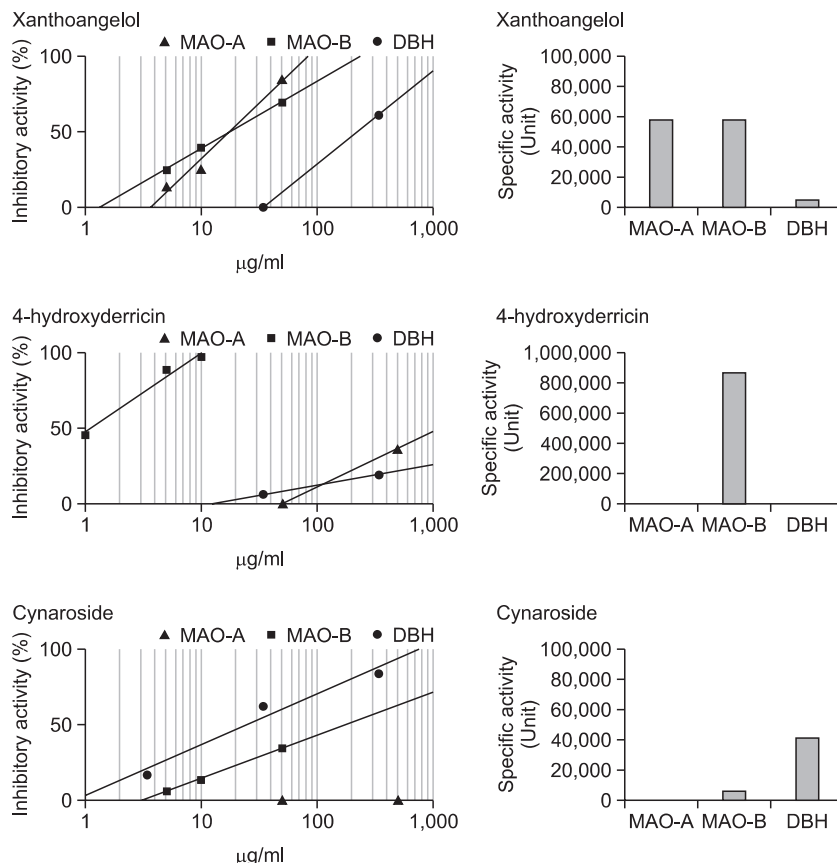 Xanthoangelol
▲ MAO-A ■ MAO-B ● DBH
Inhibitory activity (%)
100
50
0
1
10
100
1,000
μg/ml
Specific activity
(Unit)
100,000
80,000
60,000
40,000
20,000
0
MAO-A MAO-B DBH
4-hydroxyderricin
▲ MAO-A ■ MAO-B ● DBH
Inhibitory activity (%)
100
50
0
1
10
100
1,000
μg/ml
4-hydroxyderricin
Specific activity
(Unit)
1,000,000
800,000
600,000
400,000
200,000
0
MAO-A MAO-B DBH
Cynaroside
▲ MAO-A ■ MAO-B ● DBH
Inhibitory activity (%)
100
50
0
1
10
100
1,000
μg/ml
Cynaroside
Specific activity
(Unit)
100,000
80,000
60,000
40,000
20,000
0
MAO-A MAO-B DBH